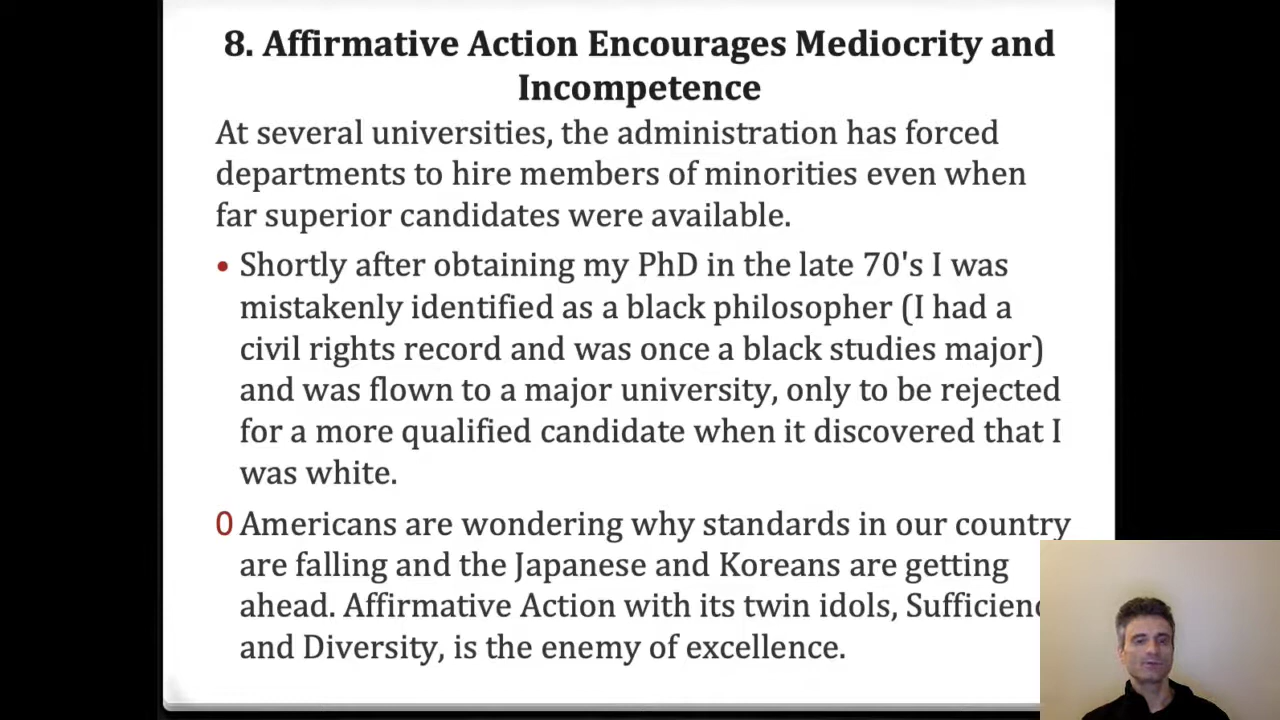 8. Affirmative Action Encourages Mediocrity and
Incompetence
At several universities, the administration has forced
departments to hire members of minorities even when
far superior candidates were available.
• Shortly after obtaining my PhD in the late 70's I was
mistakenly identified as a black philosopher (I had a
civil rights record and was once a black studies major)
and was flown to a major university, only to be rejected
for a more qualified candidate when it discovered that I
was white.
0 Americans are wondering why standards in our country
are falling and the Japanese and Koreans are getting
ahead. Affirmative Action with its twin idols,
and Diversity, is the enemy of excellence.